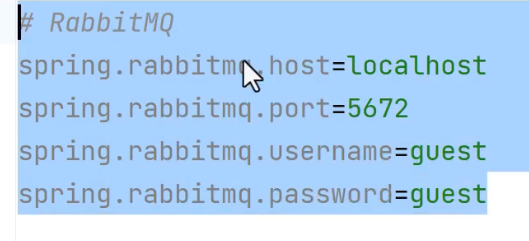 # RabbitMQ
spring.rabbitmq.host=localhost
spring.rabbitmq.port=5672
spring.rabbitmq.username=guest
spring.rabbitmq.password=guest